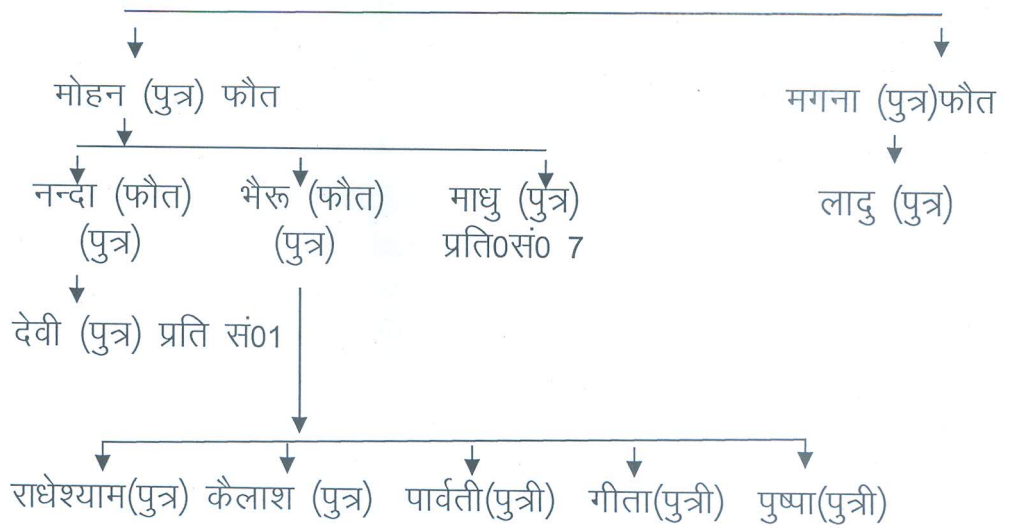 मोहन (पुत्र) फौत
मगना (पुत्र)फौत
नन्दा (फौत) भैरू (फौत) माधु (पुत्र)
(पुत्र) (पुत्र) प्रति0सं0 7
लादु (पुत्र)
देवी (पुत्र) प्रति सं01
राधेश्याम(पुत्र) कैलाश (पुत्र) पार्वती(पुत्री) गीता(पुत्री) पुष्पा(पुत्री)